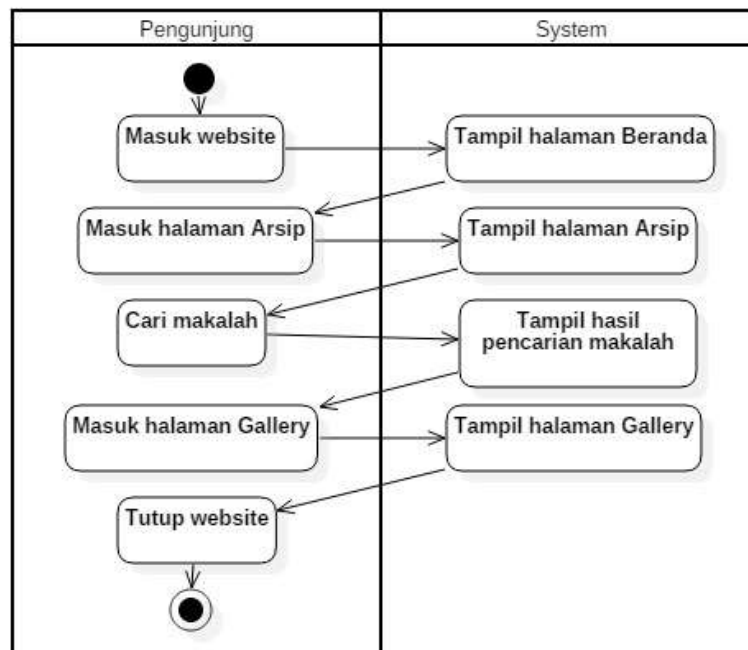 Pengunjung
System
Masuk website
Tampil halaman Beranda
Masuk halaman Arsip
Tampil halaman Arsip
Cari makalah
Tampil hasil
pencarian makalah
Masuk halaman Gallery
Tampil halaman Gallery
Tutup website